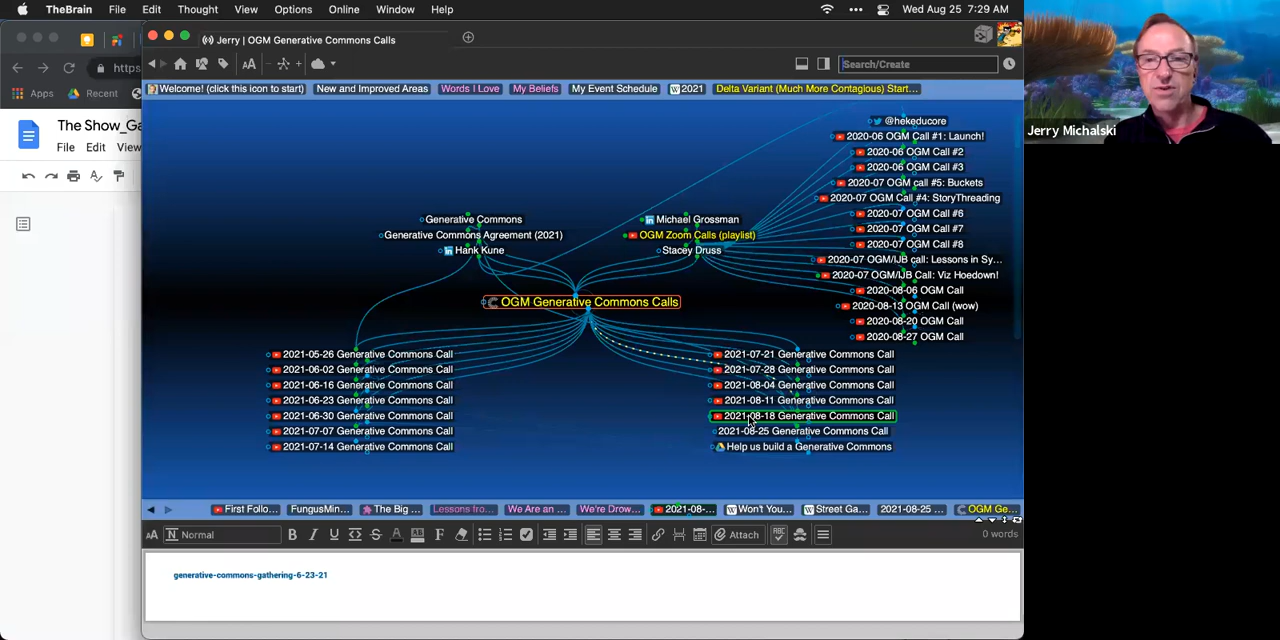 TheBrain File Edit Thought View Options Online Window Help Wed Aug 25 7:29 AM
Jerry | OGM Generative Commons Calls
https
Search/Create
Apps Recent
Welcome! (click this icon to start) New and Improved Areas Words I Love My Beliefs My Event Schedule 2021 Delta Variant (Much More Contagious) Start...
The Show_Ga
File Edit View
@hekeducore
2020-06 OGM Call #1: Launch!
2020-06 OGM Call #2
2020-06 OGM Call #3
2020-07 OGM call #5: Buckets
2020-07 OGM Call #4: StoryThreading
2020-07 OGM Call #6
2020-07 OGM Call #7
2020-07 OGM Call #8
2020-07 OGM/IJB call: Lessons in Sy...
2020-07 OGM/IJB Call: Viz Hoedown!
2020-08-06 OGM Call
2020-08-13 OGM Call (wow)
2020-08-20 OGM Call
2020-08-27 OGM Call
Generative Commons
Generative Commons Agreement (2021)
Hank Kune
Michael Grossman
OGM Zoom Calls (playlist)
Stacey Druss
OGM Generative Commons Calls
2021-05-26 Generative Commons Call
2021-06-02 Generative Commons Call
2021-06-16 Generative Commons Call
2021-06-23 Generative Commons Call
2021-06-30 Generative Commons Call
2021-07-07 Generative Commons Call
2021-07-14 Generative Commons Call
2021-07-21 Generative Commons Call
2021-07-28 Generative Commons Call
2021-08-04 Generative Commons Call
2021-08-11 Generative Commons Call
2021-08-18 Generative Commons Call
2021-08-25 Generative Commons Call
Help us build a Generative Commons
First Follo... FungusMin... The Big ... Lessons fro... We Are an ... We're Drow... 2021-08-... Won't You... Street Ga... 2021-08-25 ... OGM Ge...
Normal B I U S A F Attach 0 words
generative-commons-gathering-6-23-21
Jerry Michalski